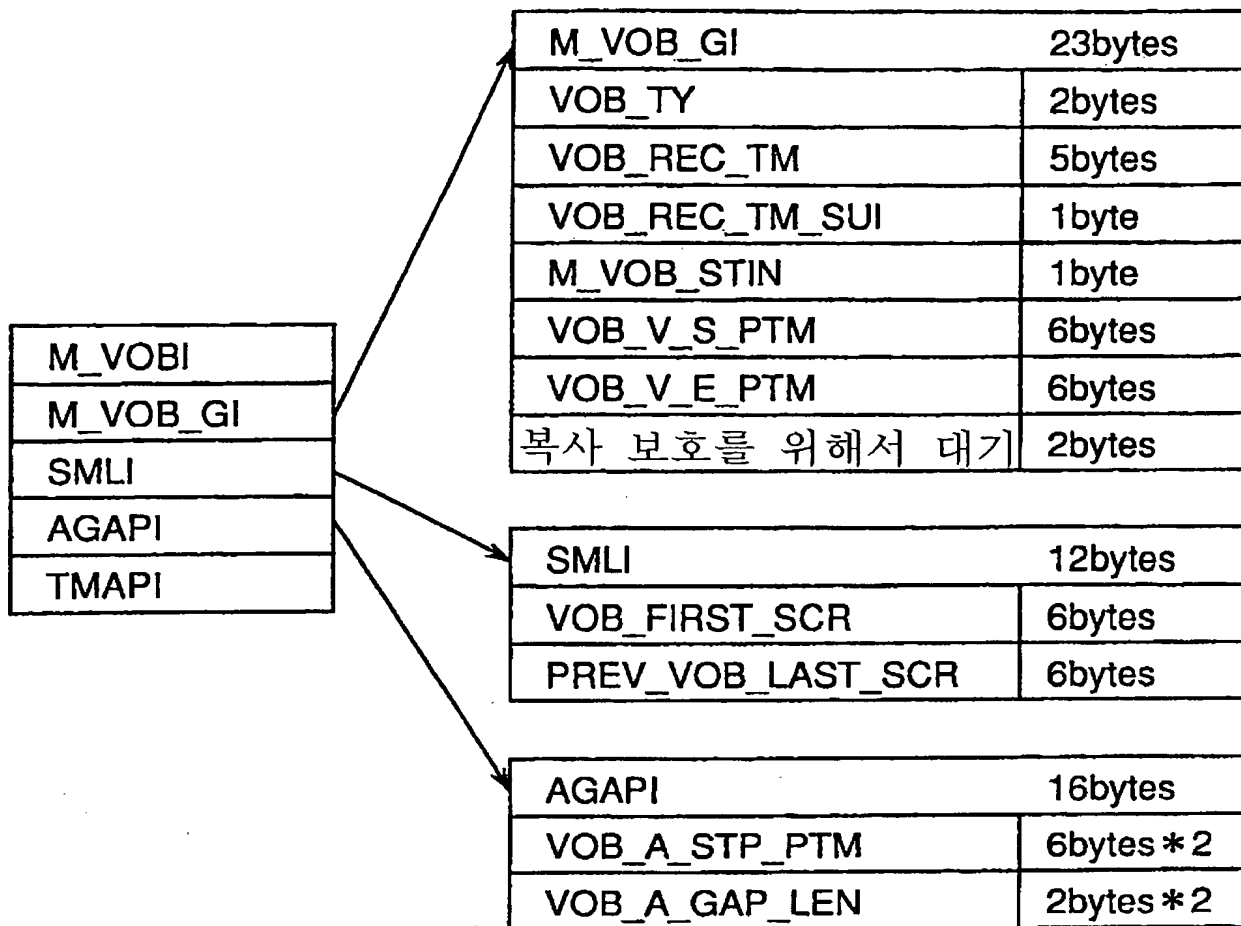 M_VOBI
M_VOB_GI
SMLI
AGAPI
TMAPI
M_VOB_GI 23bytes
VOB_TY 2bytes
VOB_REC_TM 5bytes
VOB_REC_TM_SUI 1byte
M_VOB_STIN 1byte
VOB_V_S_PTM 6bytes
VOB_V_E_PTM 6bytes
복사 보호를 위해서 대기 2bytes
SMLI 12bytes
VOB_FIRST_SCR 6bytes
PREV_VOB_LAST_SCR 6bytes
AGAPI 16bytes
VOB_A_STP_PTM 6bytes*2
VOB_A_GAP_LEN 2bytes*2